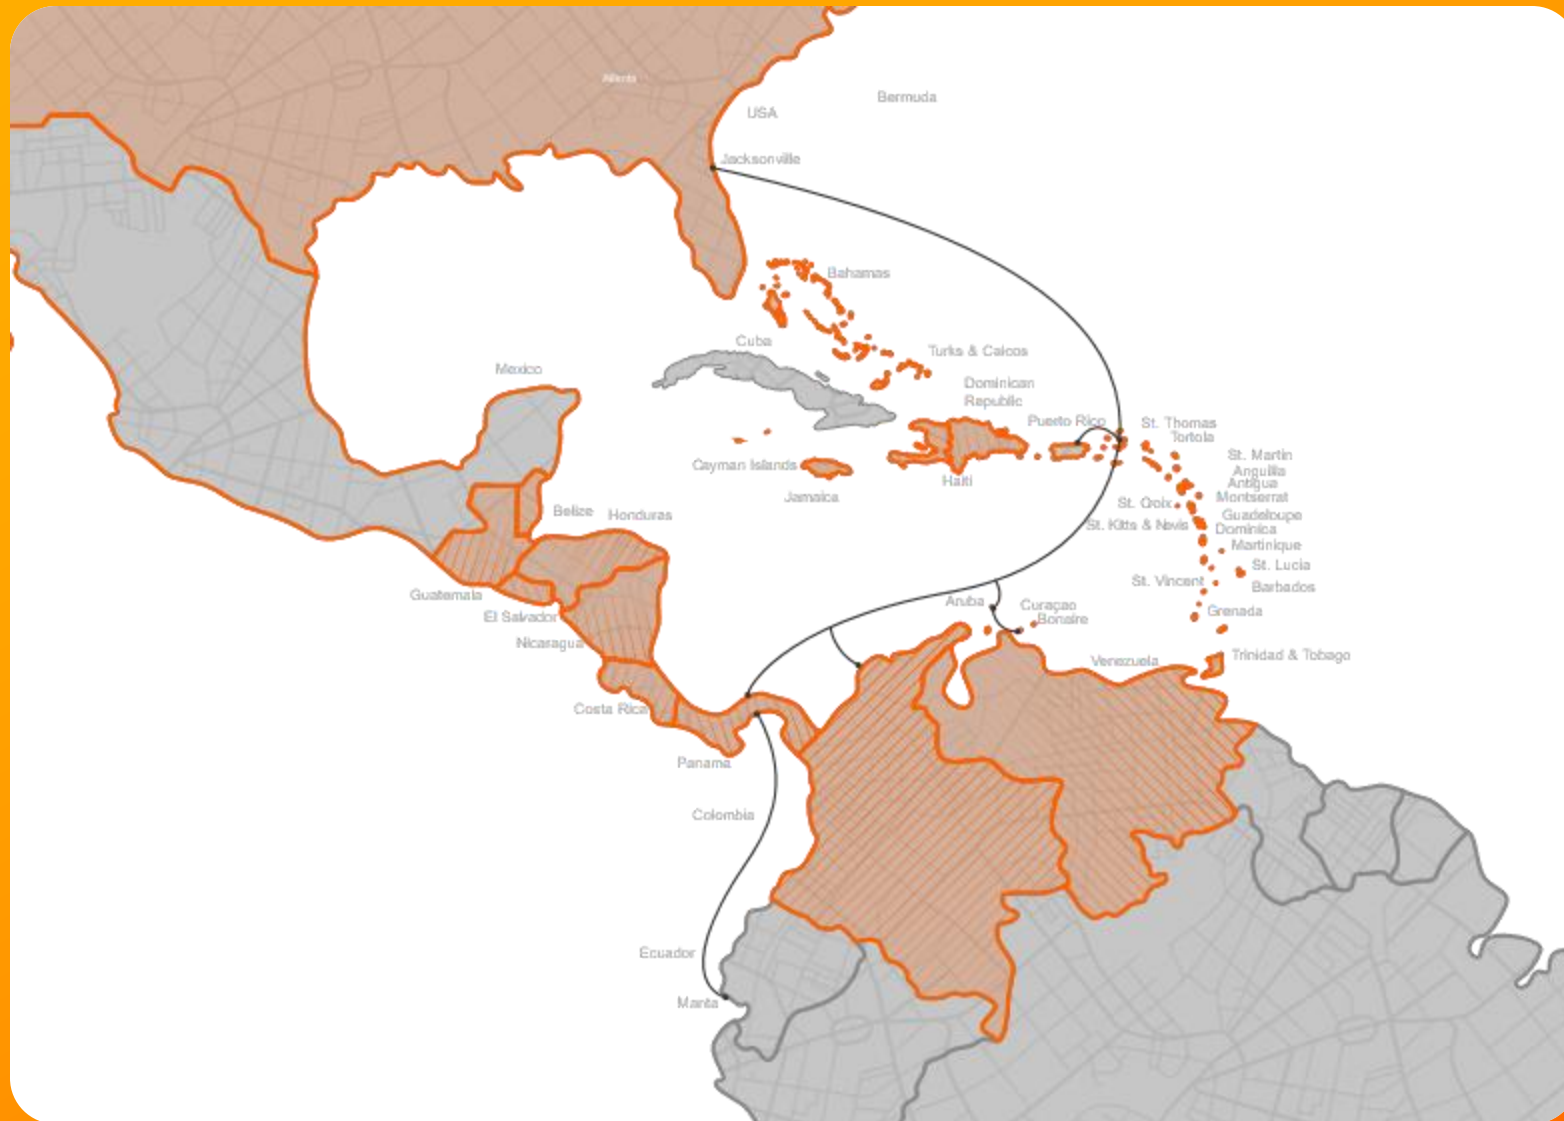 Atlanta
Bermuda
USA
Jacksonville
Bahamas
Cuba
Turks & Caicos
Mexico
Dominican
Republic
Puerto Rico
St. Thomas
Tortola
St. Martin
Cayman Islands
Anguilla
Haiti
Antigua
Jamaica
Montserrat
St. Croix
Belize
Honduras
Guadeloupe
St. Kitts & Nevis
Dominica
Martinique
St. Lucia
St. Vincent
Barbados
Guatemala
Aruba
Curaçao
Grenada
El Salvador
Bonaire
Nicaragua
Venezuela
Trinidad & Tobago
Costa Rica
Panama
Colombia
Ecuador
Manta